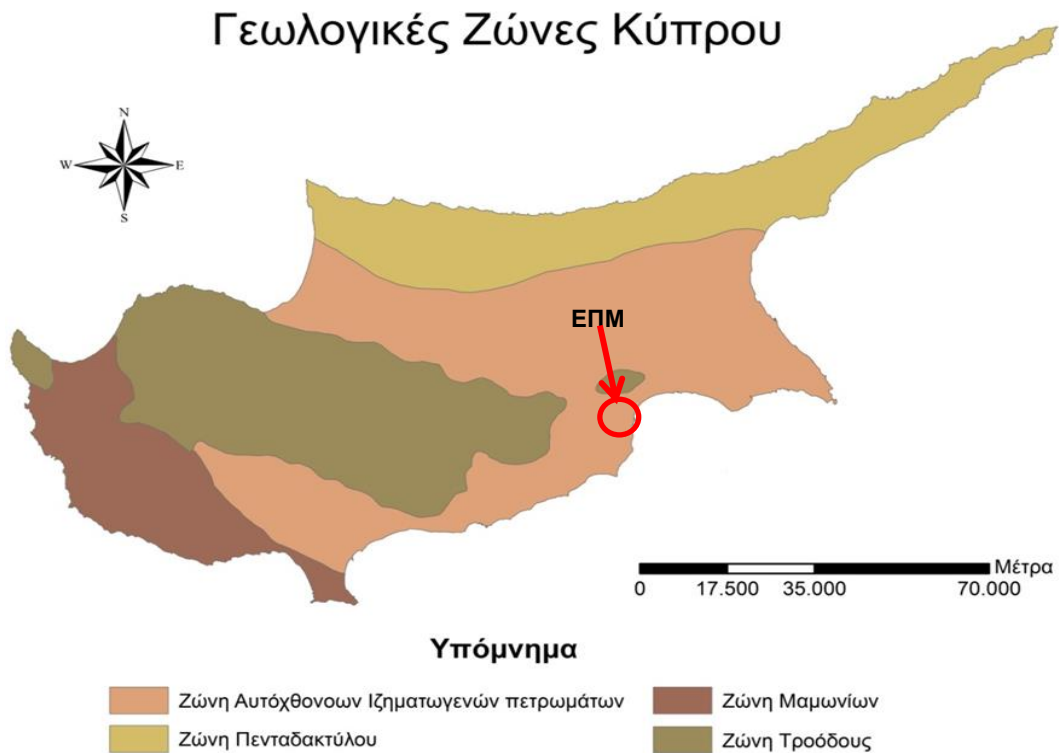 Γεωλογικές Ζώνες Κύπρου
N
W E
S
ΕΠΜ
Μέτρα
0 17.500 35.000 70.000
Υπόμνημα
Ζώνη Αυτόχθονοων Ιζηματωγενών πετρωμάτων
Ζώνη Μαμωνίων
Ζώνη Πενταδακτύλου
Ζώνη Τροόδους